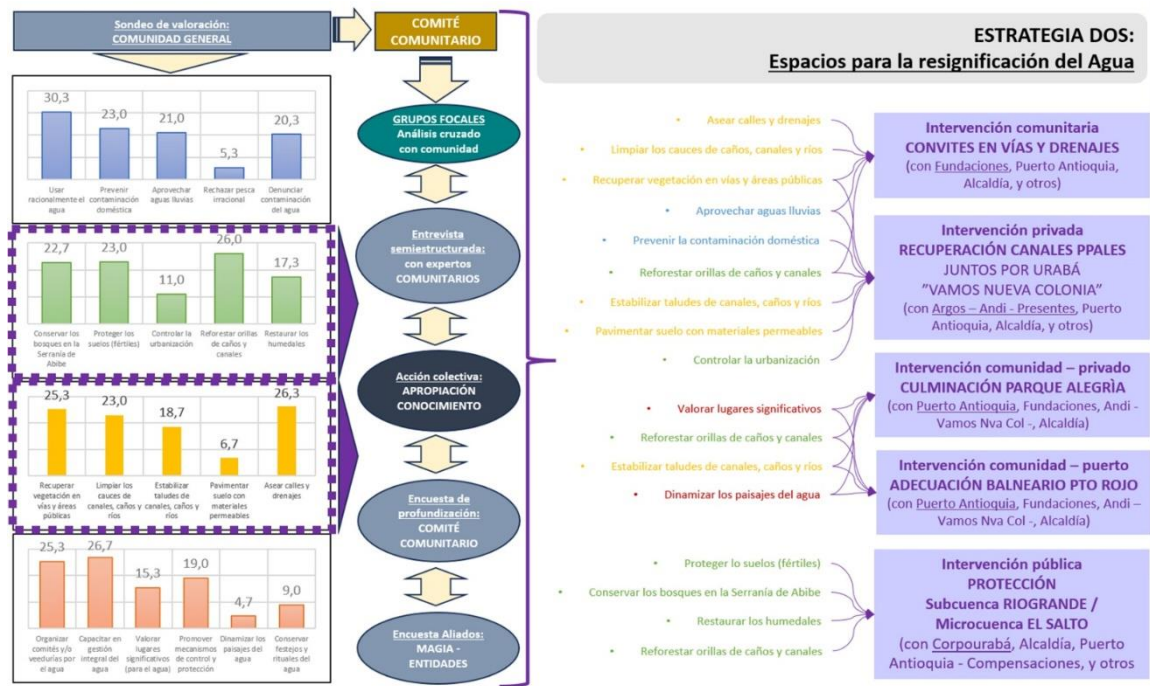 Sondeo de valoración:
COMUNIDAD GENERAL
30,3
23,0
21,0
5,3
20,3
Usar
racionalmente el
agua
Prevenir
contaminación
doméstica
Aprovechar
aguas lluvias
Rechazar pesca
irracional
Denunciar
contaminación
del agua
22,7
23,0
11,0
26,0
17,3
Conservar los
bosques en la
Serranía de
Abibe
Proteger los
suelos (fértiles)
Controlar la
urbanización
Reforestar orillas
de caños y
canales
Restaurar los
humedales
25,3
23,0
18,7
6,7
26,3
Recuperar
vegetación en
vías y áreas
públicas
Limpiar los
cauces de
canales, caños y
ríos
Estabilizar
taludes de
canales, caños y
ríos
Pavimentar
suelo con
materiales
permeables
Asear calles y
drenajes
25,3
26,7
15,3
19,0
4,7
9,0
Organizar
comités y/o
veedurías por
el agua
Capacitar en
gestión
integral del
agua
Valorar
lugares
significativos
(para el agua)
Promover
mecanismos
de control y
protección
Dinamizar los
paisajes del
agua
Conservar
festejos y
rituales del
agua
COMITÉ
COMUNITARIO
GRUPOS FOCALES
Análisis cruzado
con comunidad
Entrevista
semiestructurada:
con expertos
COMUNITARIOS
Acción colectiva:
APROPIACIÓN
CONOCIMIENTO
Encuesta de
profundización:
COMITÉ
COMUNITARIO
Encuesta Aliados:
MAGIA -
ENTIDADES
ESTRATEGIA DOS:
Espacios para la resignificación del Agua
• Asear calles y drenajes
• Limpiar los cauces de caños, canales y ríos
• Recuperar vegetación en vías y áreas públicas
• Aprovechar aguas lluvias
• Prevenir la contaminación doméstica
• Reforestar orillas de caños y canales
• Estabilizar taludes de canales, caños y ríos
• Pavimentar suelo con materiales permeables
• Controlar la urbanización
• Valorar lugares significativos
• Reforestar orillas de caños y canales
• Estabilizar taludes de canales, caños y ríos
• Dinamizar los paisajes del agua
• Proteger lo suelos (fértiles)
• Conservar los bosques en la Serranía de Abibe
• Restaurar los humedales
• Reforestar orillas de caños y canales
Intervención comunitaria
CONVITES EN VÍAS Y DRENAJES
(con Fundaciones, Puerto Antioquia,
Alcaldía, y otros)
Intervención privada
RECUPERACIÓN CANALES PPALES
JUNTOS POR URABÁ
"VAMOS NUEVA COLONIA"
(con Argos – Andi - Presentes, Puerto
Antioquia, Alcaldía, y otros)
Intervención comunidad – privado
CULMINACIÓN PARQUE ALEGRÌA
(con Puerto Antioquia, Fundaciones, Andi -
Vamos Nva Col -, Alcaldía)
Intervención comunidad – puerto
ADECUACIÓN BALNEARIO PTO ROJO
(con Puerto Antioquia, Fundaciones, Andi –
Vamos Nva Col -, Alcaldía)
Intervención pública
PROTECCIÓN
Subcuenca RIOGRANDE /
Microcuenca EL SALTO
(con Corpourabá, Alcaldía, Puerto
Antioquia - Compensaciones, y otros